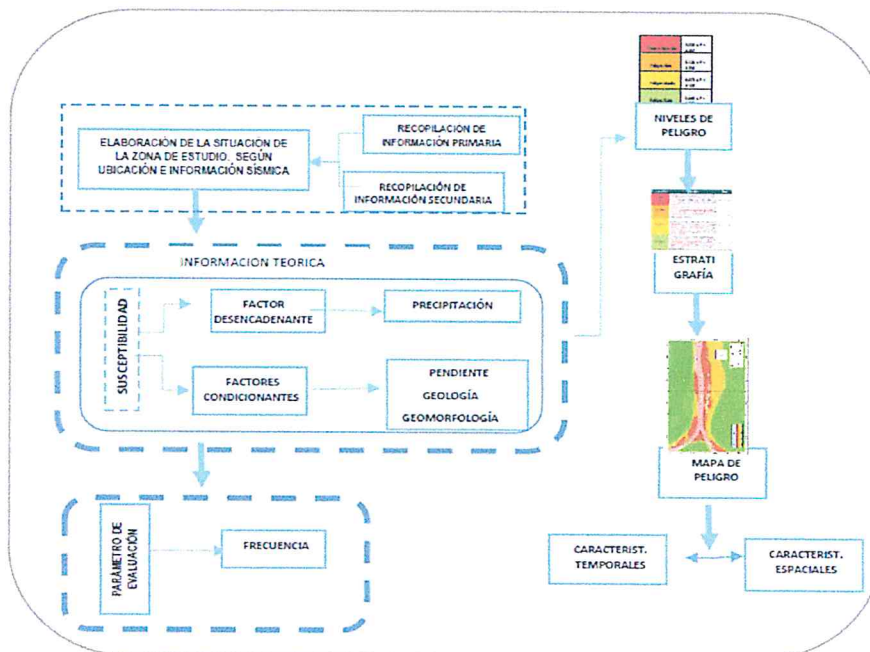 ELABORACIÓN DE LA SITUACION DE
LA ZONA DE ESTUDIO, SEGÚN
UBICACIÓN E INFORMACIÓN SÍSMICA
RECOPILACIÓN DE
INFORMACIÓN PRIMARIA
RECOPILACIÓN DE
INFORMACIÓN SECUNDARIA
INFORMACION TEORICA
SUSCEPTIBILIDAD
FACTOR
DESENCADENANTE
PRECIPITACIÓN
FACTORES
CONDICIONANTES
PENDIENTE
GEOLOGÍA
GEOMORFOLOGÍA
PARÁMETRO DE
EVALUACIÓN
FRECUENCIA
NIVELES DE
PELIGRO
ESTRATI
GRAFÍA
MAPA DE
PELIGRO
CARACTERIST.
TEMPORALES
CARACTERIST.
ESPACIALES